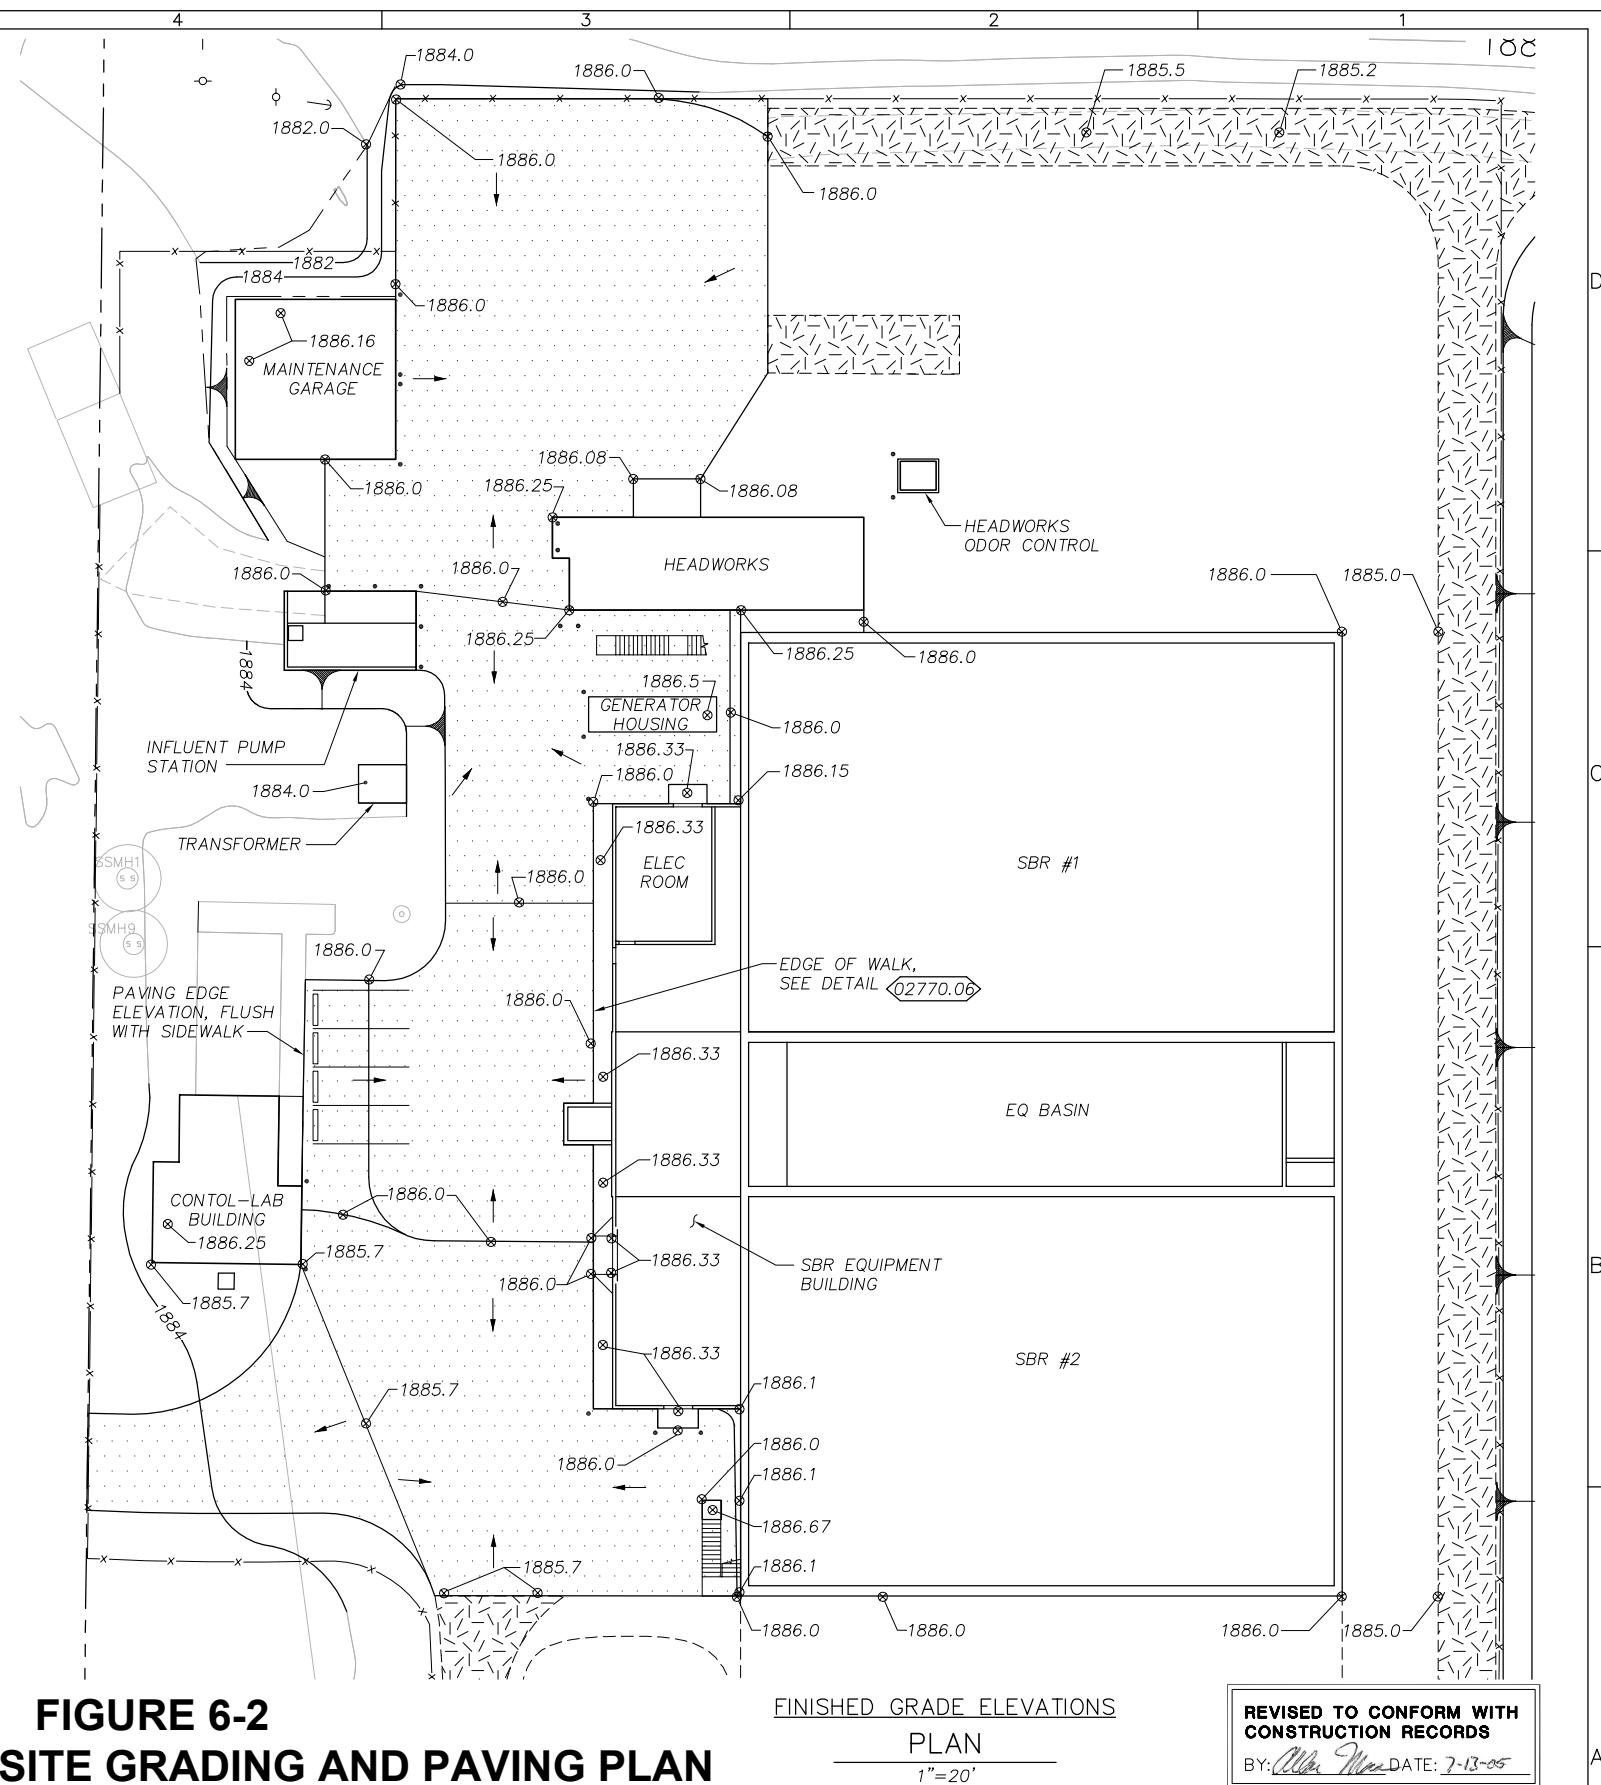 4 3 2 1
1884.0
1886.0
1885.5
1885.2
1882.0
1886.0
1886.0
D
1882
1884
1886.0
1886.16
MAINTENANCE
GARAGE
1886.08
1886.25
1886.0
1886.08
HEADWORKS
ODOR CONTROL
HEADWORKS
1886.0
1886.0
1886.0
1885.0
1886.25
1886.25
1886.0
1884
1886.5
GENERATOR
HOUSING
1886.0
INFLUENT PUMP
STATION
1886.33
1886.0
1886.15
C
1884.0
TRANSFORMER
1886.33
ELEC
ROOM
SBR #1
SSMH1
S S
1886.0
SSMH9
S S
1886.0
EDGE OF WALK,
SEE DETAIL 02770.06
PAVING EDGE
ELEVATION, FLUSH
WITH SIDEWALK
1886.0
1886.33
EQ BASIN
1886.33
CONTOL-LAB
BUILDING
1886.0
1886.25
1885.7
1886.33
SBR EQUIPMENT
BUILDING
B
1886.0
1885.7
1884
1886.33
SBR #2
1885.7
1886.1
1886.0
1886.0
1886.1
1886.67
1885.7
1886.1
1886.0
1886.0
1886.0
1885.0
FIGURE 6-2
SITE GRADING AND PAVING PLAN
FINISHED GRADE ELEVATIONS
PLAN
1"=20'
REVISED TO CONFORM WITH
CONSTRUCTION RECORDS
BY: DATE: 7-13-05
A